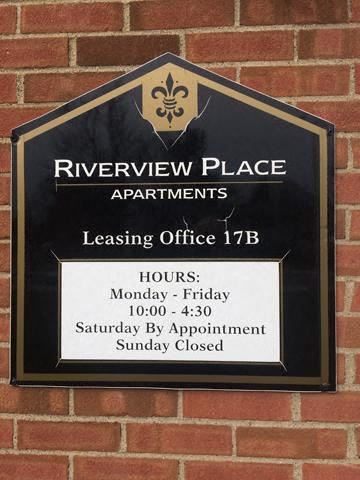 RIVERVIEW PLACE
APARTMENTS
Leasing Office 17B
HOURS:
Monday - Friday
10:00 - 4:30
Saturday By Appointment
Sunday Closed